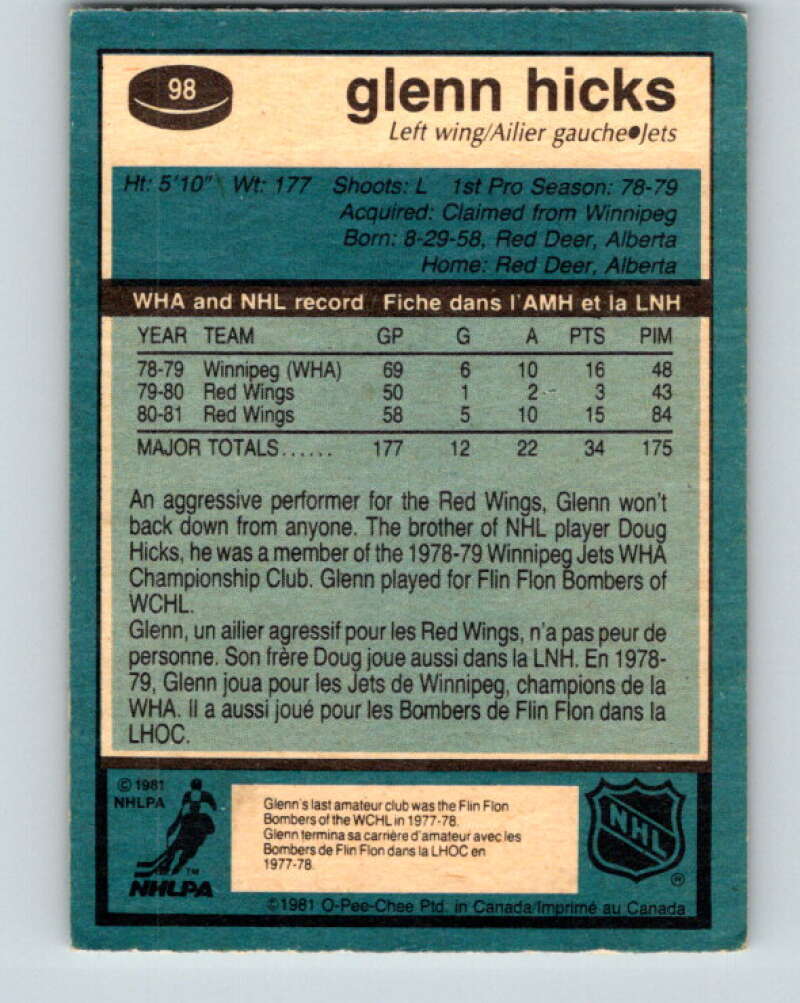 98
glenn hicks
Left wing/Ailier gauche●Jets
Ht: 5'10" Wt: 177 Shoots: L 1st Pro Season: 78-79
Acquired: Claimed from Winnipeg
Born: 8-29-58, Red Deer, Alberta
Home: Red Deer, Alberta
WHA and NHL record / Fiche dans l'AMH et la LNH
YEAR TEAM GP G A PTS PIM
78-79 Winnipeg (WHA) 69 6 10 16 48
79-80 Red Wings 50 1 2 3 43
80-81 Red Wings 58 5 10 15 84
MAJOR TOTALS...... 177 12 22 34 175
An aggressive performer for the Red Wings, Glenn won't
back down from anyone. The brother of NHL player Doug
Hicks, he was a member of the 1978-79 Winnipeg Jets WHA
Championship Club. Glenn played for Flin Flon Bombers of
WCHL.
Glenn, un ailier agressif pour les Red Wings, n'a pas peur de
personne. Son frère Doug joue aussi dans la LNH. En 1978-
79, Glenn joua pour les Jets de Winnipeg, champions de la
WHA. Il a aussi joué pour les Bombers de Flin Flon dans la
LHOC.
© 1981
NHLPA
TM
NHLPA
Glenn's last amateur club was the Flin Flon
Bombers of the WCHL in 1977-78.
Glenn termina sa carrière d'amateur avec les
Bombers de Flin Flon dans la LHOC en
1977-78.
NHL
®
©1981 O-Pee-Chee Ptd. in Canada/Imprimé au Canada